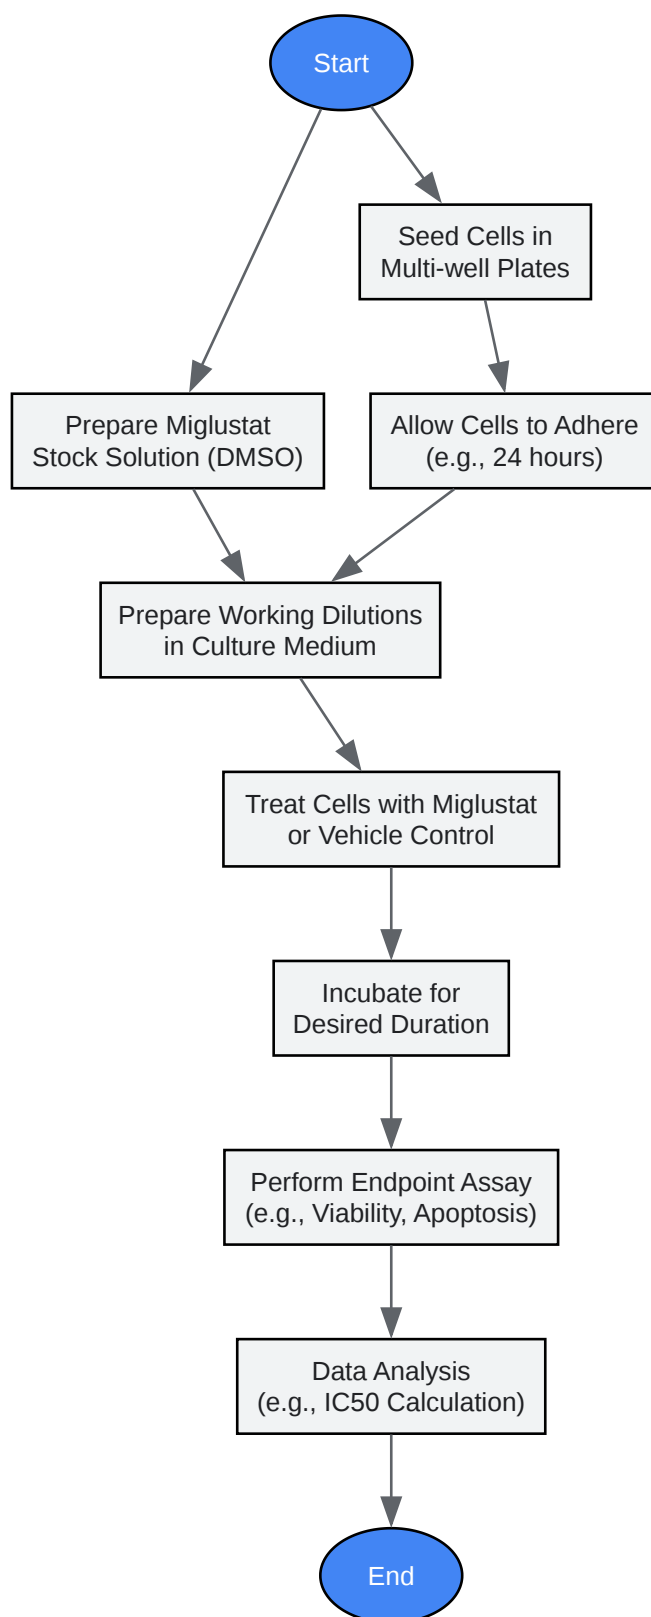 Start
Seed Cells in
Multi-well Plates
Prepare Miglustat
Stock Solution (DMSO)
Allow Cells to Adhere
(e.g., 24 hours)
Prepare Working Dilutions
in Culture Medium
Treat Cells with Miglustat
or Vehicle Control
Incubate for
Desired Duration
Perform Endpoint Assay
(e.g., Viability, Apoptosis)
Data Analysis
(e.g., IC50 Calculation)
End